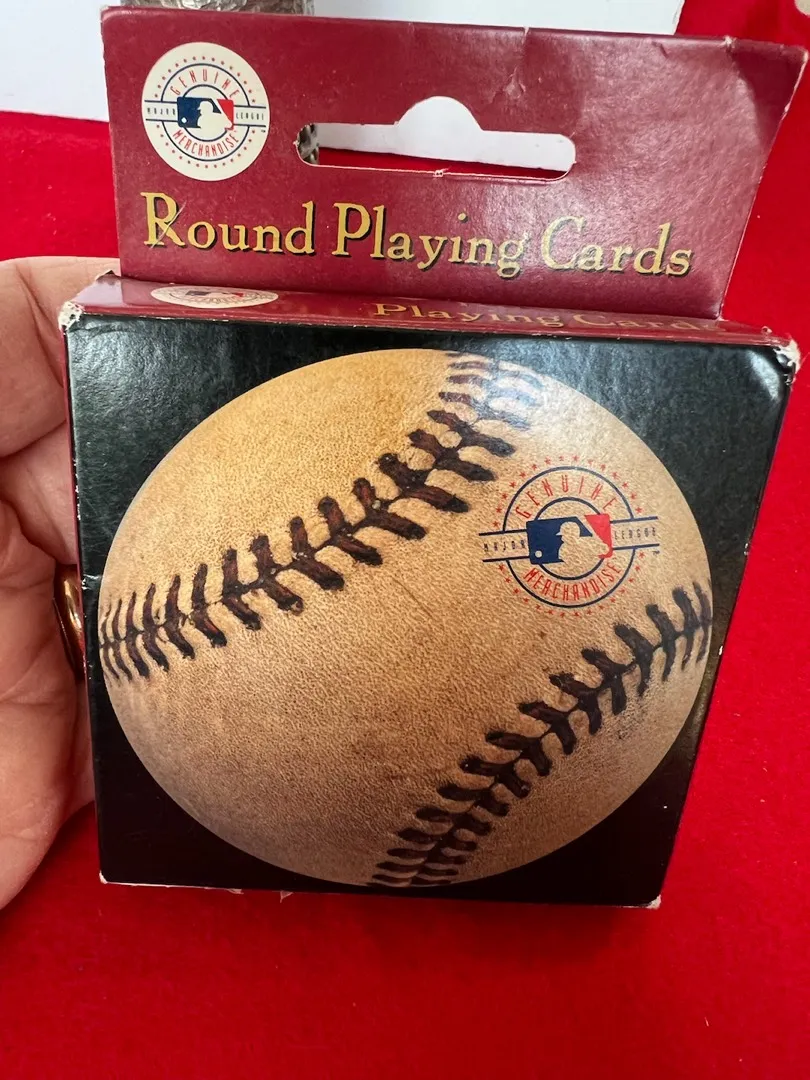 GENUINE
MAJOR LEAGUE
MERCHANDISE
Round Playing Cards
Playing Cards
GENUINE
MAJOR LEAGUE
MERCHANDISE